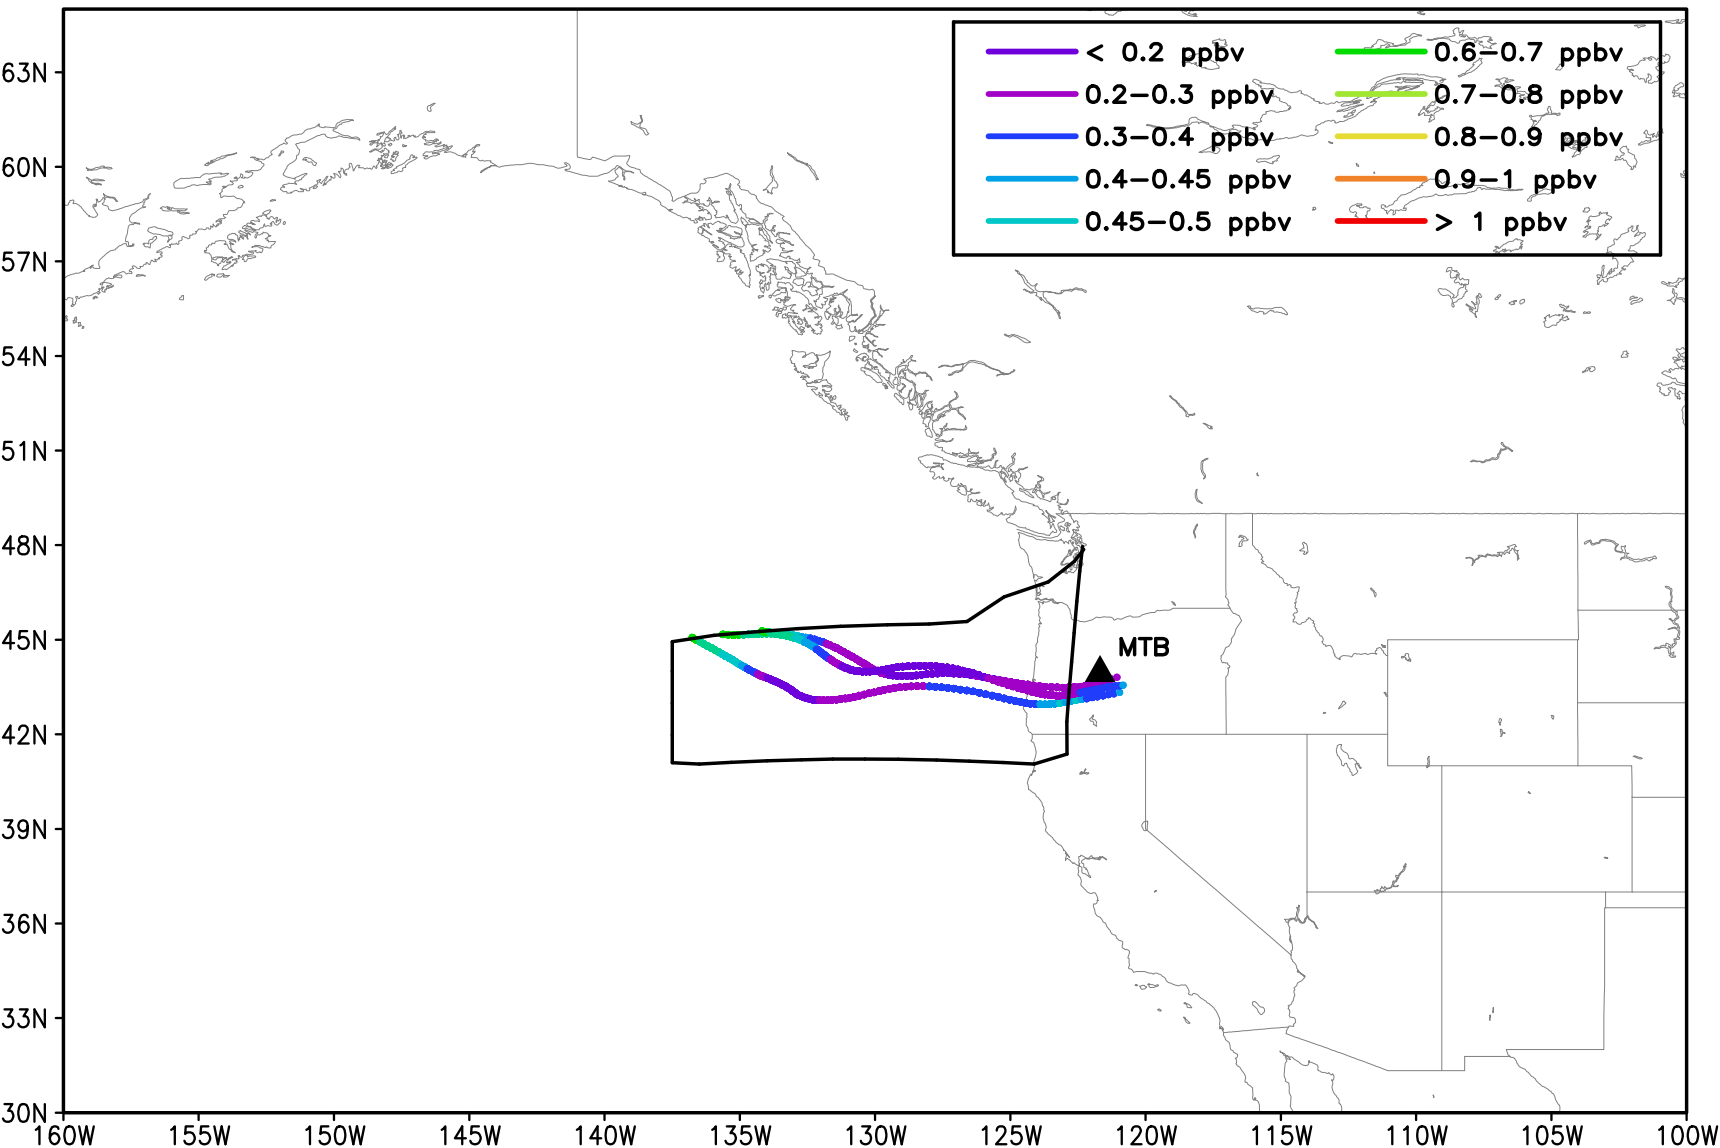 < 0.2 ppbv
0.2−0.3 ppbv
0.3−0.4 ppbv
0.4−0.45 ppbv
0.45−0.5 ppbv
0.6−0.7 ppbv
0.7−0.8 ppbv
0.8−0.9 ppbv
0.9−1 ppbv
> 1 ppbv
63N
60N
57N
54N
51N
48N
45N
42N
39N
36N
33N
30N
MTB
160W 155W 150W 145W 140W 135W 130W 125W 120W 115W 110W 105W 100W